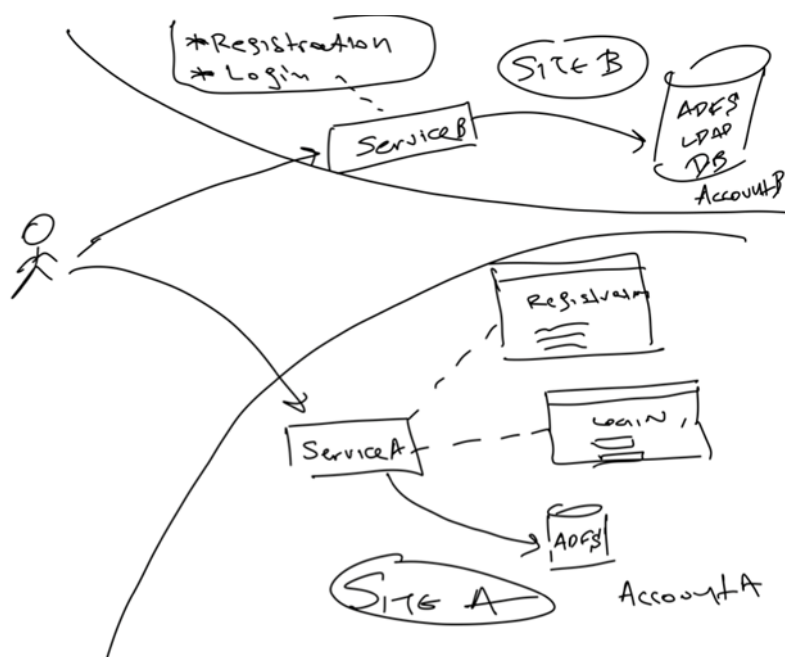 *Registration
*Login
SITE B
ServiceB
ADFS
LDAP
DB
AccountB
Registration
LOGIN
ServiceA
ADFS
SITE A
AccountA